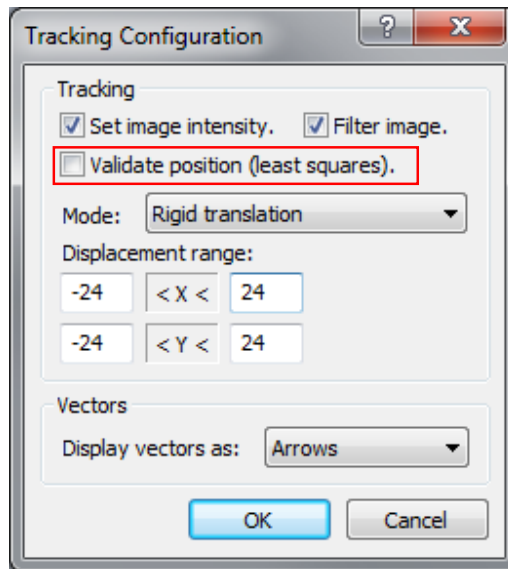 Tracking Configuration
?
X
Tracking
Set image intensity. Filter image.
Validate position (least squares).
Mode: Rigid translation
Displacement range:
-24 < X < 24
-24 < Y < 24
Vectors
Display vectors as: Arrows
OK Cancel